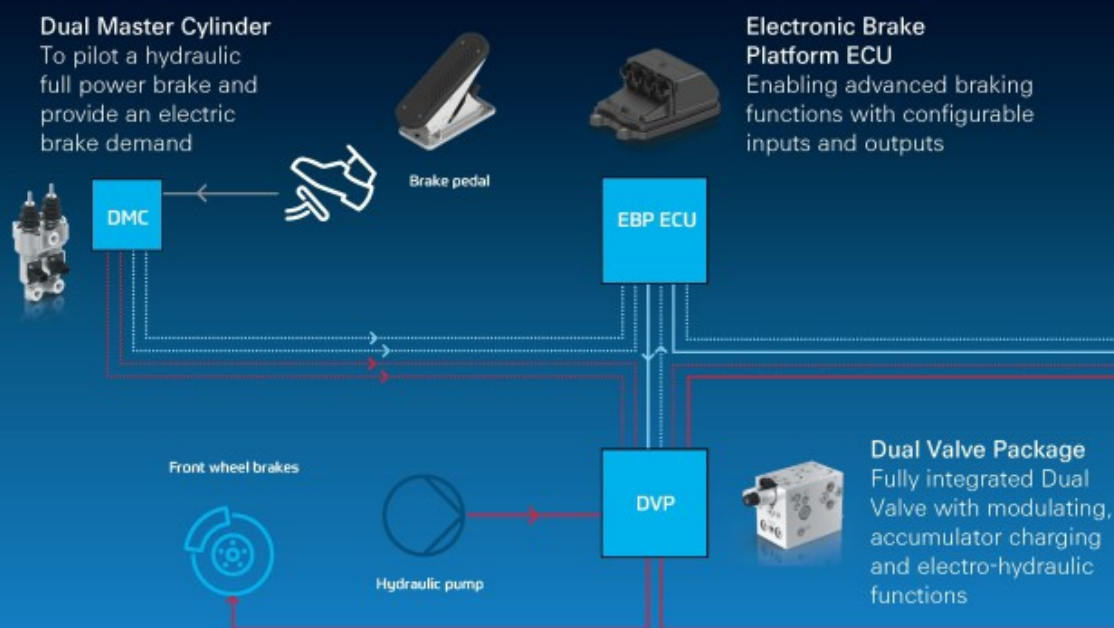 Dual Master Cylinder
To pilot a hydraulic
full power brake and
provide an electric
brake demand
Electronic Brake
Platform ECU
Enabling advanced braking
functions with configurable
inputs and outputs
Brake pedal
DMC
EBP ECU
Front wheel brakes
Hydraulic pump
DVP
Dual Valve Package
Fully integrated Dual
Valve with modulating,
accumulator charging
and electro-hydraulic
functions